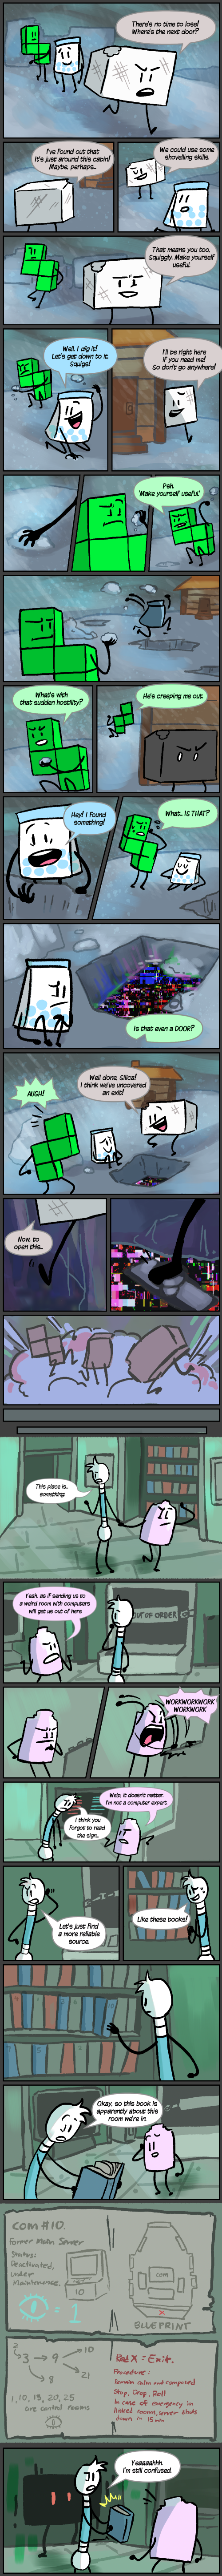 There's no time to lose!
Where's the next door?
I've found out that
It's just around this cabin!
Maybe, perhaps...
We could use some
shovelling skills.
That means you too,
Squiggly. Make yourself
useful.
Well, I dig it!
Let's get down to it,
Squigs!
I'll be right here
if you need me!
So don't go anywhere!
Psh.
'Make yourself useful'
What's with
that sudden hostility?
He's creeping me out.
Hey! I found
something!
What.. IS THAT?
Is that even a DOOR?
Well done, Silica!
I think we've uncovered
an exit!
AUGH!
Now, to
open this...
This place is..
something.
Yeah, as if sending us to
a weird room with computers
will get us out of here.
OUT OF ORDER
WORKWORKWORK
WORKWORK
I think you
Forgot to read
the sign.
Welp, it doesn't matter.
I'm not a computer expert.
Let's just find
a more reliable
source.
Like these books!
Okay, so this book is
apparently about this
room we're in.
com #10.
Former Main Server
Status:
Deactivated,
under
Maintenance.
10
= 1
com
X
BLUEPRINT
3 → 9 → 10
8
21
1, 10, 15, 20, 25
are control rooms
Red X = Exit.
Procedure:
Remain calm and composed
Stop, Drop, Roll
In case of emergency in
linked room, server shuts
down in 15 min
Yeaaaahhh.
I'm still confused.